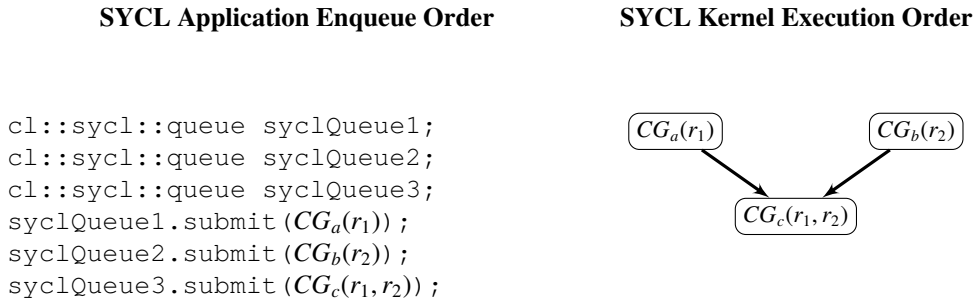 SYCL Application Enqueue Order
SYCL Kernel Execution Order
cl::sycl::queue syclQueue1;
cl::sycl::queue syclQueue2;
cl::sycl::queue syclQueue3;
syclQueue1.submit(CGa(r1));
syclQueue2.submit(CGb(r2));
syclQueue3.submit(CGc(r1, r2));
CGa(r1)
CGb(r2)
CGc(r1, r2)